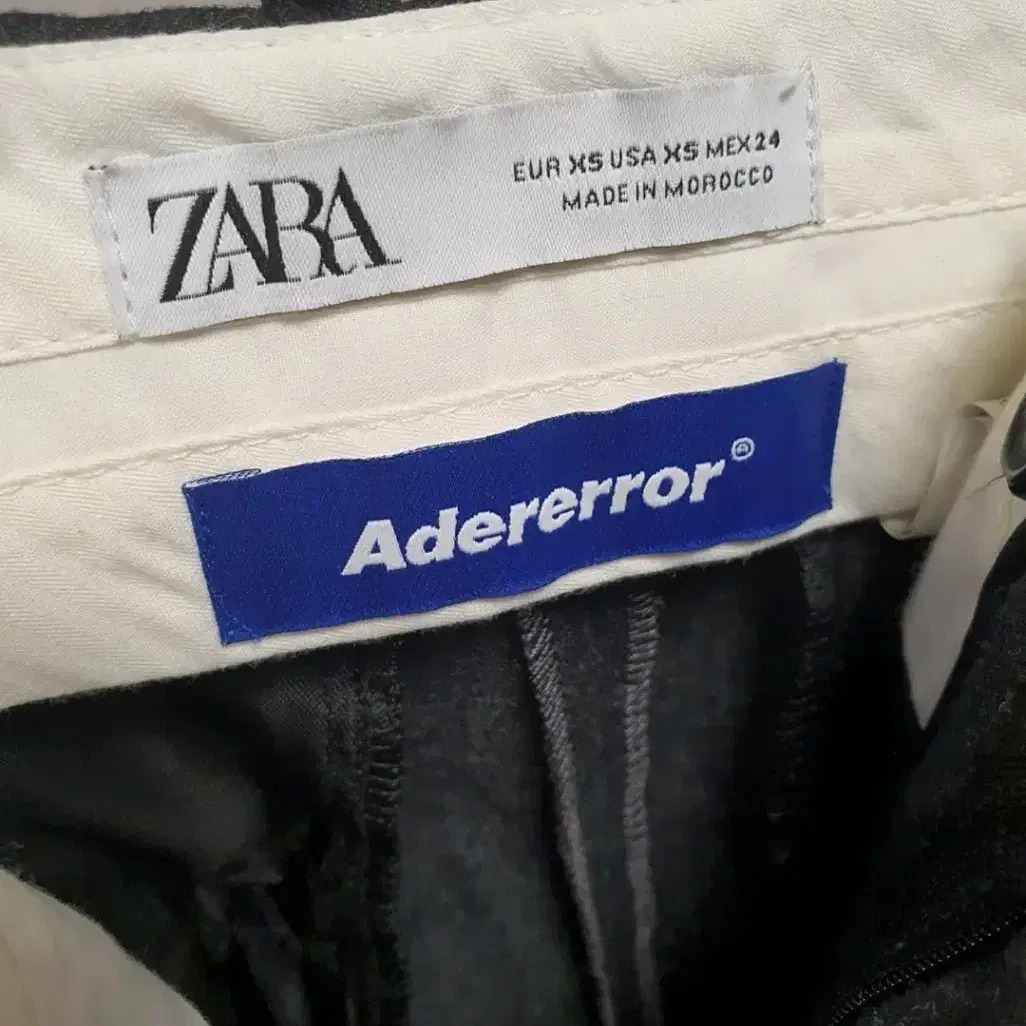 ZARA
EUR XS USA XS MEX 24
MADE IN MOROCCO
Adererror®